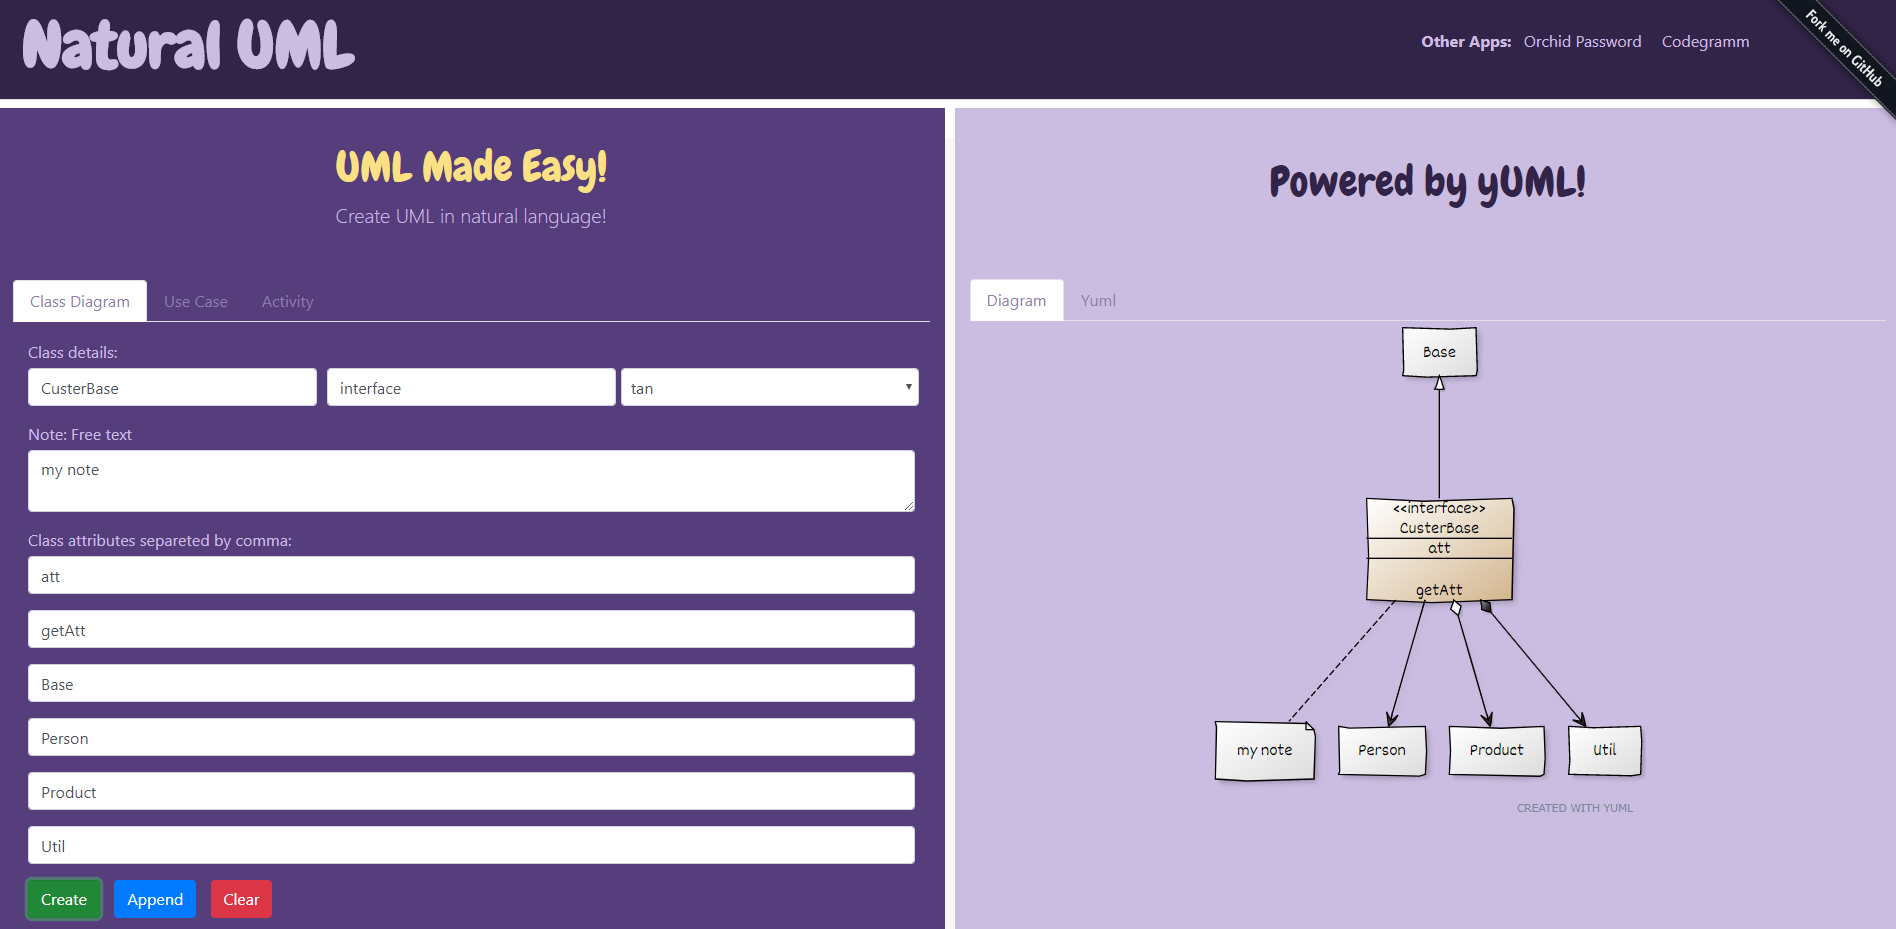 Natural UML
Other Apps: Orchid Password Codegramm
Fork me on GitHub
UML Made Easy!
Create UML in natural language!
Class Diagram Use Case Activity
Class details:
CusterBase interface tan
Note: Free text
my note
Class attributes separeted by comma:
att
getAtt
Base
Person
Product
Util
Create Append Clear
Powered by yUML!
Diagram Yuml
Base
<<interface>>
CusterBase
att
getAtt
my note Person Product Util
CREATED WITH YUML